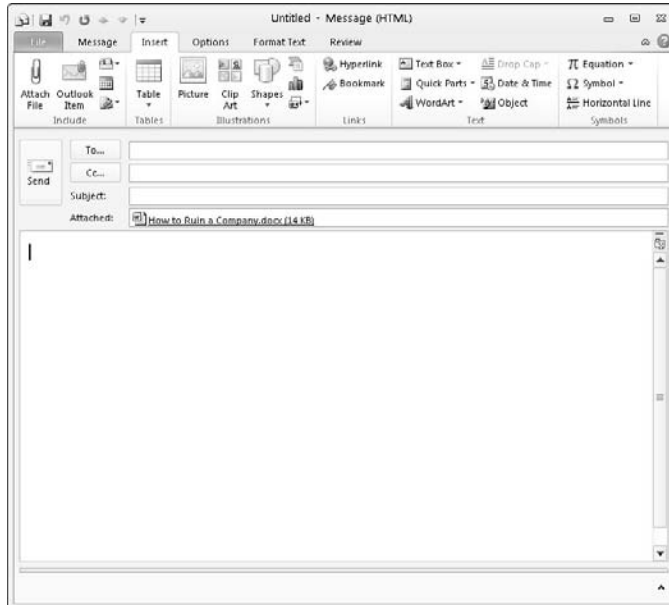 Untitled - Message (HTML)
File Message Insert Options Format Text Review
Attach File
Outlook Item
Table
Picture
Clip Art
Shapes
Hyperlink
Bookmark
Text Box
Quick Parts
WordArt
Drop Cap
Date & Time
Object
Equation
Symbol
Horizontal Line
Include Tables Illustrations Links Text Symbols
Send
To...
Cc...
Subject:
Attached: How to Ruin a Company.docx (14 KB)